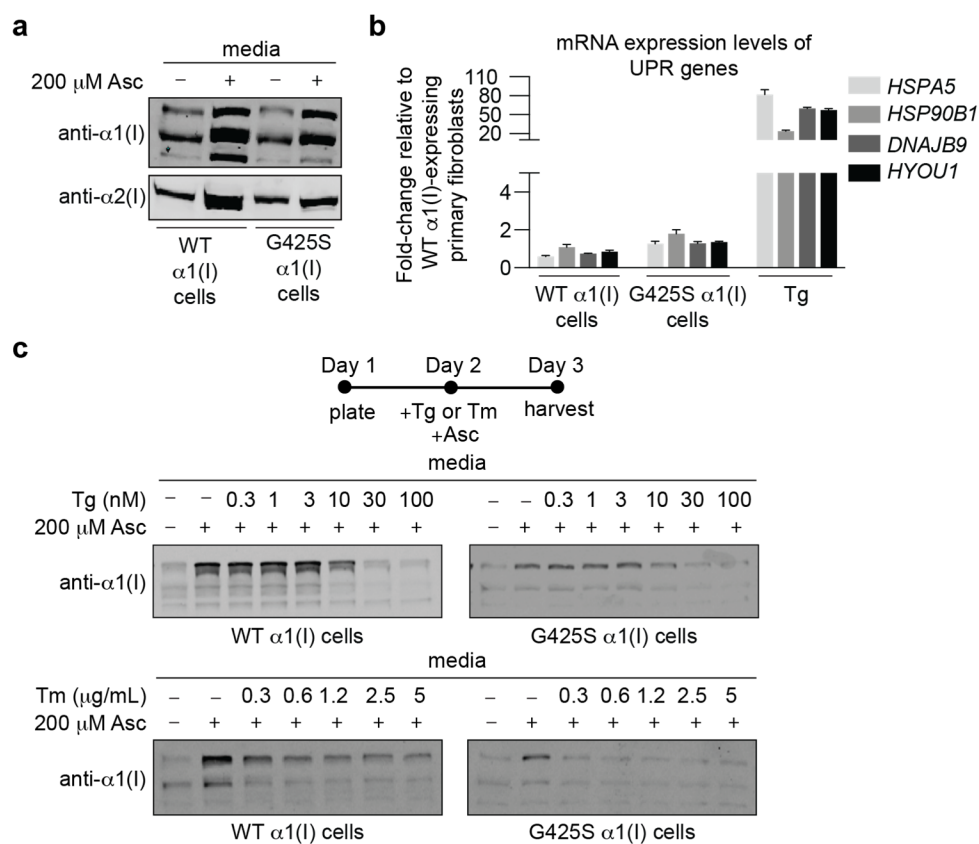 a
media
200 μM Asc – + – +
anti-α1(I)
anti-α2(I)
WT
α1(I)
cells
G425S
α1(I)
cells
b
mRNA expression levels of
UPR genes
Fold-change relative to
WT α1(I)-expressing
primary fibroblasts
110
80
50
20
4
2
0
WT α1(I)
cells
G425S α1(I)
cells
Tg
HSPA5
HSP90B1
DNAJB9
HYOU1
c
Day 1 Day 2 Day 3
plate +Tg or Tm harvest
+Asc
media
Tg (nM) – – 0.3 1 3 10 30 100 – – 0.3 1 3 10 30 100
200 μM Asc – + + + + + + + – + + + + + + +
anti-α1(I)
WT α1(I) cells G425S α1(I) cells
media
Tm (μg/mL) – – 0.3 0.6 1.2 2.5 5 – – 0.3 0.6 1.2 2.5 5
200 μM Asc – + + + + + + – + + + + + +
anti-α1(I)
WT α1(I) cells G425S α1(I) cells